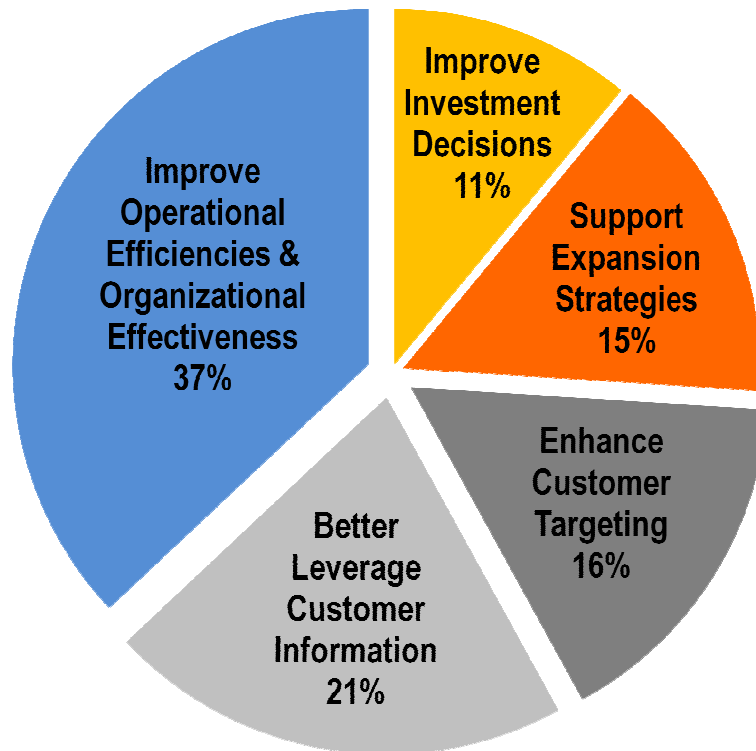 Improve
Investment
Decisions
11%
Support
Expansion
Strategies
15%
Enhance
Customer
Targeting
16%
Better
Leverage
Customer
Information
21%
Improve
Operational
Efficiencies &
Organizational
Effectiveness
37%